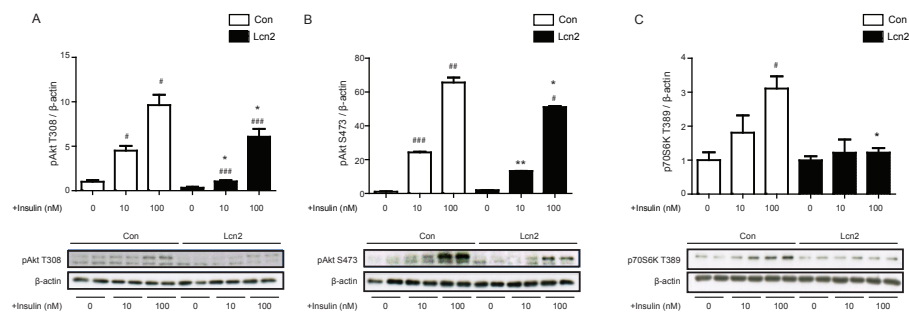 A
Con
Lcn2
pAkt T308 / β-actin
15
10
5
0
#
#
*
###
*
###
+Insulin (nM) 0 10 100 0 10 100
Con Lcn2
pAkt T308
β-actin
+Insulin (nM) 0 10 100 0 10 100
B
Con
Lcn2
pAkt S473 / β-actin
80
60
40
20
0
###
##
**
*
#
+Insulin (nM) 0 10 100 0 10 100
Con Lcn2
pAkt S473
β-actin
+Insulin (nM) 0 10 100 0 10 100
C
Con
Lcn2
p70S6K T389 / β-actin
4
3
2
1
0
#
*
+Insulin (nM) 0 10 100 0 10 100
Con Lcn2
p70S6K T389
β-actin
+Insulin (nM) 0 10 100 0 10 100